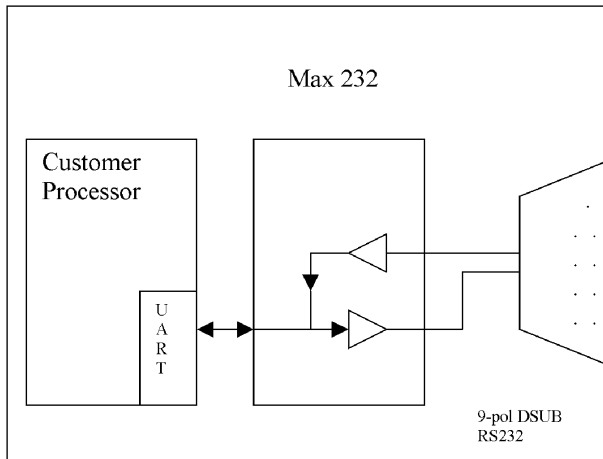 Max 232
Customer
Processor
U
A
R
T
9-pol DSUB
RS232